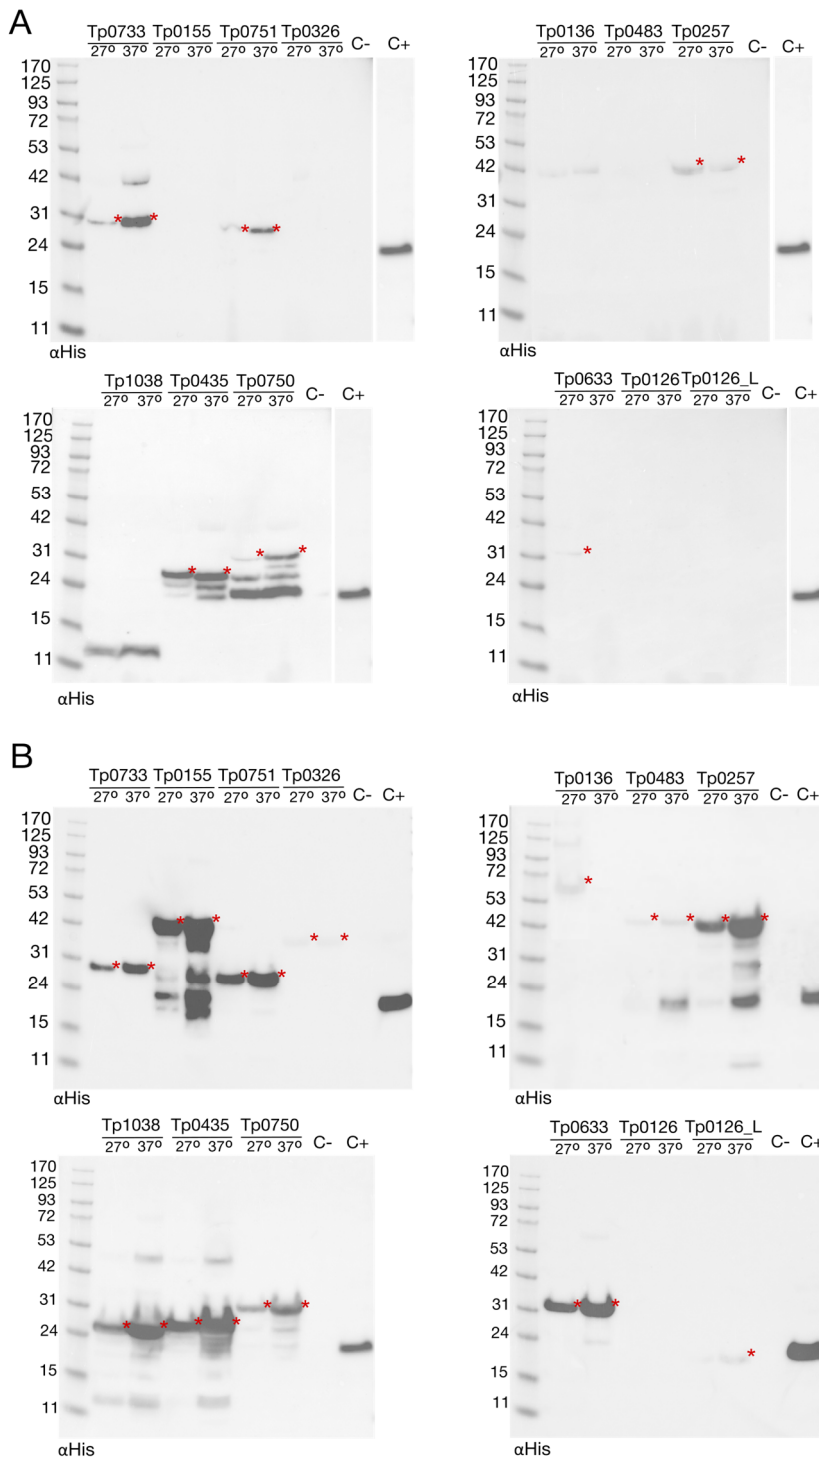 A
Tp0733 Tp0155 Tp0751 Tp0326 C- C+
27º 37º 27º 37º 27º 37º 27º 37º
170
125
93
72
53
42
31
* * * *
24
15
11
αHis
Tp0136 Tp0483 Tp0257 C- C+
27º 37º 27º 37º 27º 37º
170
125
93
72
53
42
* *
31
24
15
11
αHis
Tp1038 Tp0435 Tp0750 C- C+
27º 37º 27º 37º 27º 37º
170
125
93
72
53
42
31
* * * *
24
15
11
αHis
Tp0633 Tp0126 Tp0126_L C- C+
27º 37º 27º 37º 27º 37º
170
125
93
72
53
42
31 *
24
15
11
αHis
B
Tp0733 Tp0155 Tp0751 Tp0326 C- C+
27º 37º 27º 37º 27º 37º 27º 37º
170
125
93
72
53
42 * *
* *
31
* * * *
24
15
11
αHis
Tp0136 Tp0483 Tp0257 C- C+
27º 37º 27º 37º 27º 37º
170
125
93
72
*
53
42 * * * *
31
24
15
11
αHis
Tp1038 Tp0435 Tp0750 C- C+
27º 37º 27º 37º 27º 37º
170
125
93
72
53
42
31 * *
24 * * * *
15
11
αHis
Tp0633 Tp0126 Tp0126_L C- C+
27º 37º 27º 37º 27º 37º
170
125
93
72
53
42
31 * *
24
*
15
11
αHis